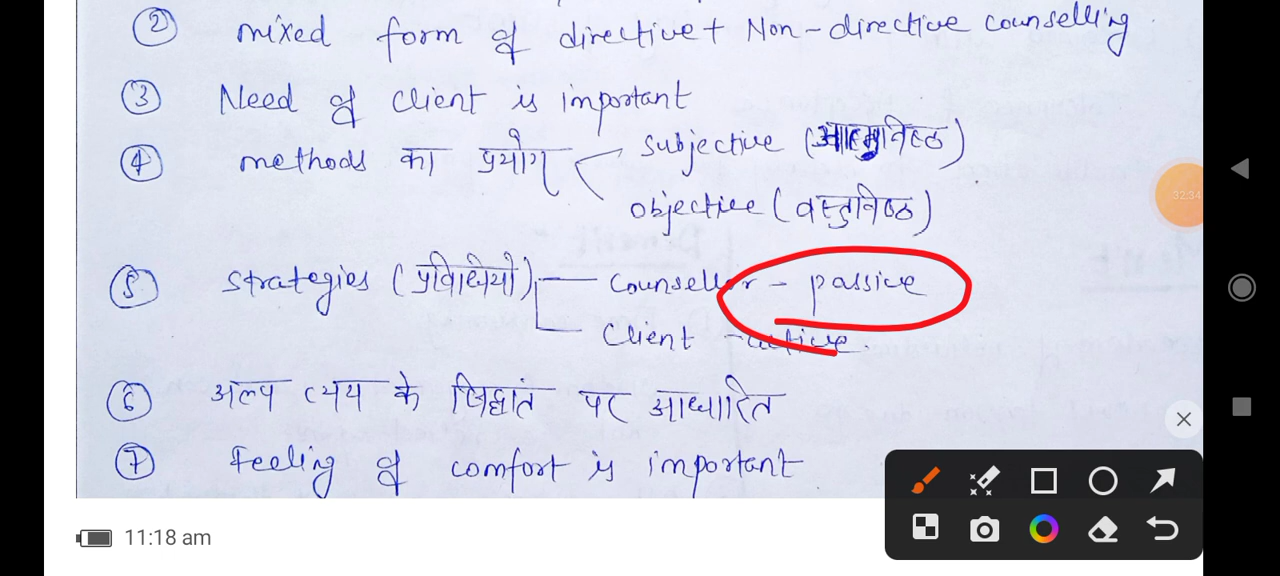 ② mixed form of directive + Non-directive counselling
③ Need of client is important
④ methods का प्रयोग
subjective (आत्मनिष्ठ)
objective (वस्तुनिष्ठ)
32:34
⑤ strategies (प्रविधियो)
counsellor - passive
client - active.
⑥ अल्प व्यय के सिद्धांत पर आधारित
⑦ feeling of comfort is important
11:18 am